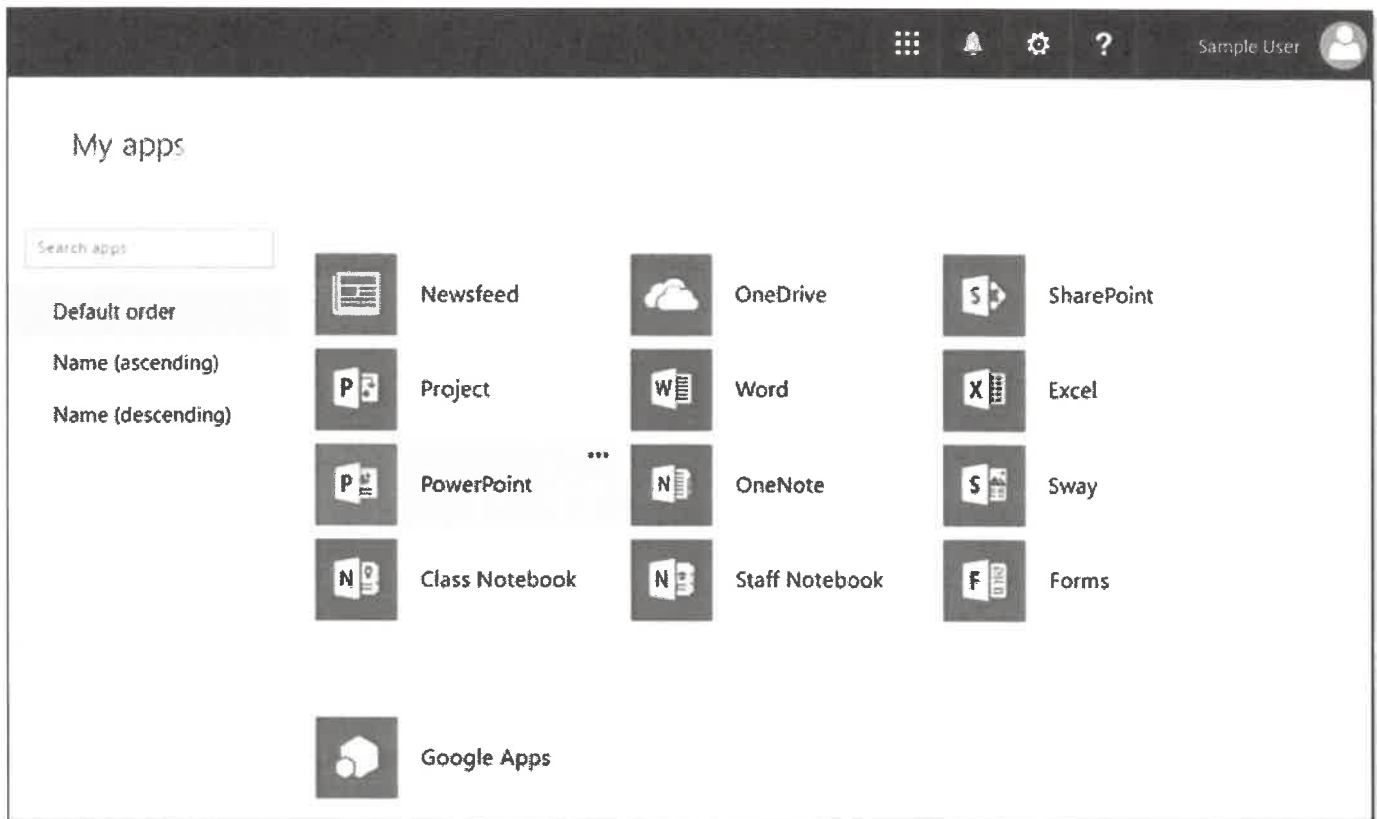 ? Sample User
My apps
Search apps
Default order
Name (ascending)
Name (descending)
Newsfeed OneDrive S SharePoint
P Project W Word X Excel
P PowerPoint ... N OneNote S Sway
N Class Notebook N Staff Notebook F Forms
Google Apps